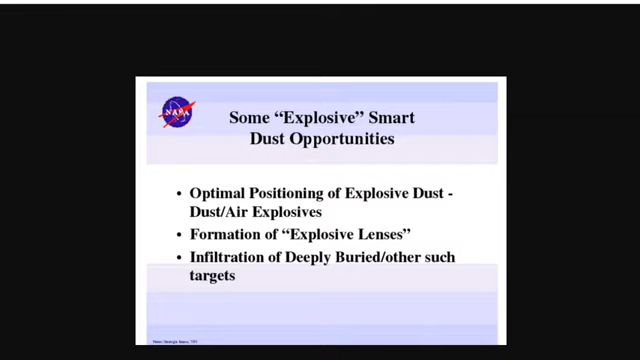 NASA
Some “Explosive” Smart
Dust Opportunities
• Optimal Positioning of Explosive Dust -
Dust/Air Explosives
• Formation of “Explosive Lenses”
• Infiltration of Deeply Buried/other such
targets